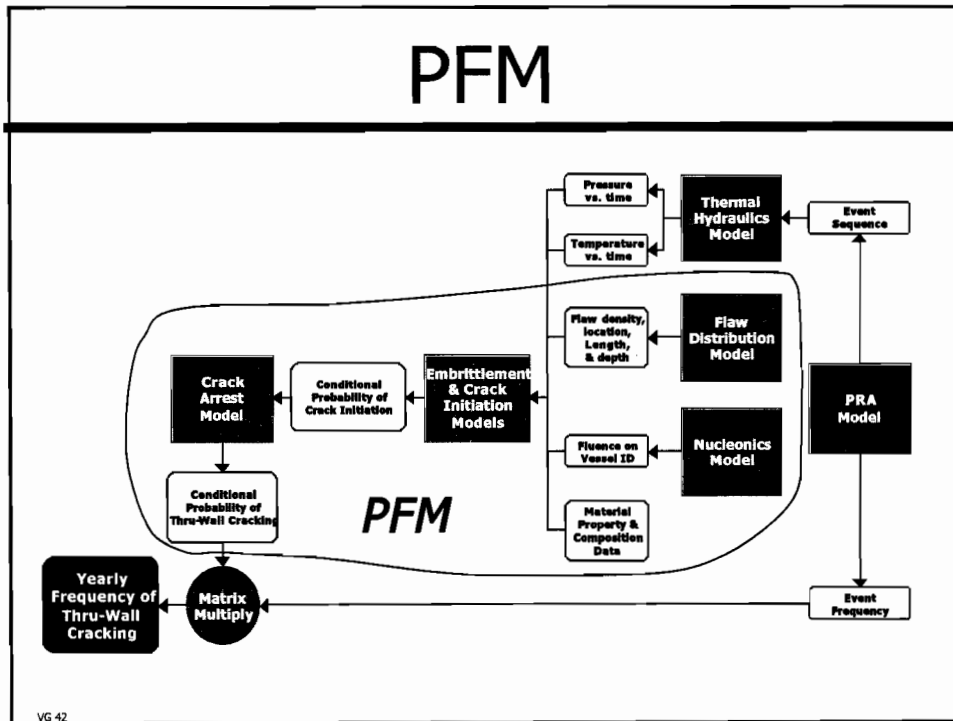 PFM
Pressure
vs. time
Thermal
Hydraulics
Model
Event
Sequence
Temperature
vs. time
Flaw density,
location,
Length,
& depth
Flaw
Distribution
Model
Crack
Arrest
Model
Conditional
Probability of
Crack Initiation
Embrittlement
& Crack
Initiation
Models
PRA
Model
Fluence on
Vessel ID
Nucleonics
Model
Conditional
Probability of
Thru-Wall Cracking
PFM
Material
Property &
Composition
Data
Yearly
Frequency of
Thru-Wall
Cracking
Matrix
Multiply
Event
Frequency
VG 42